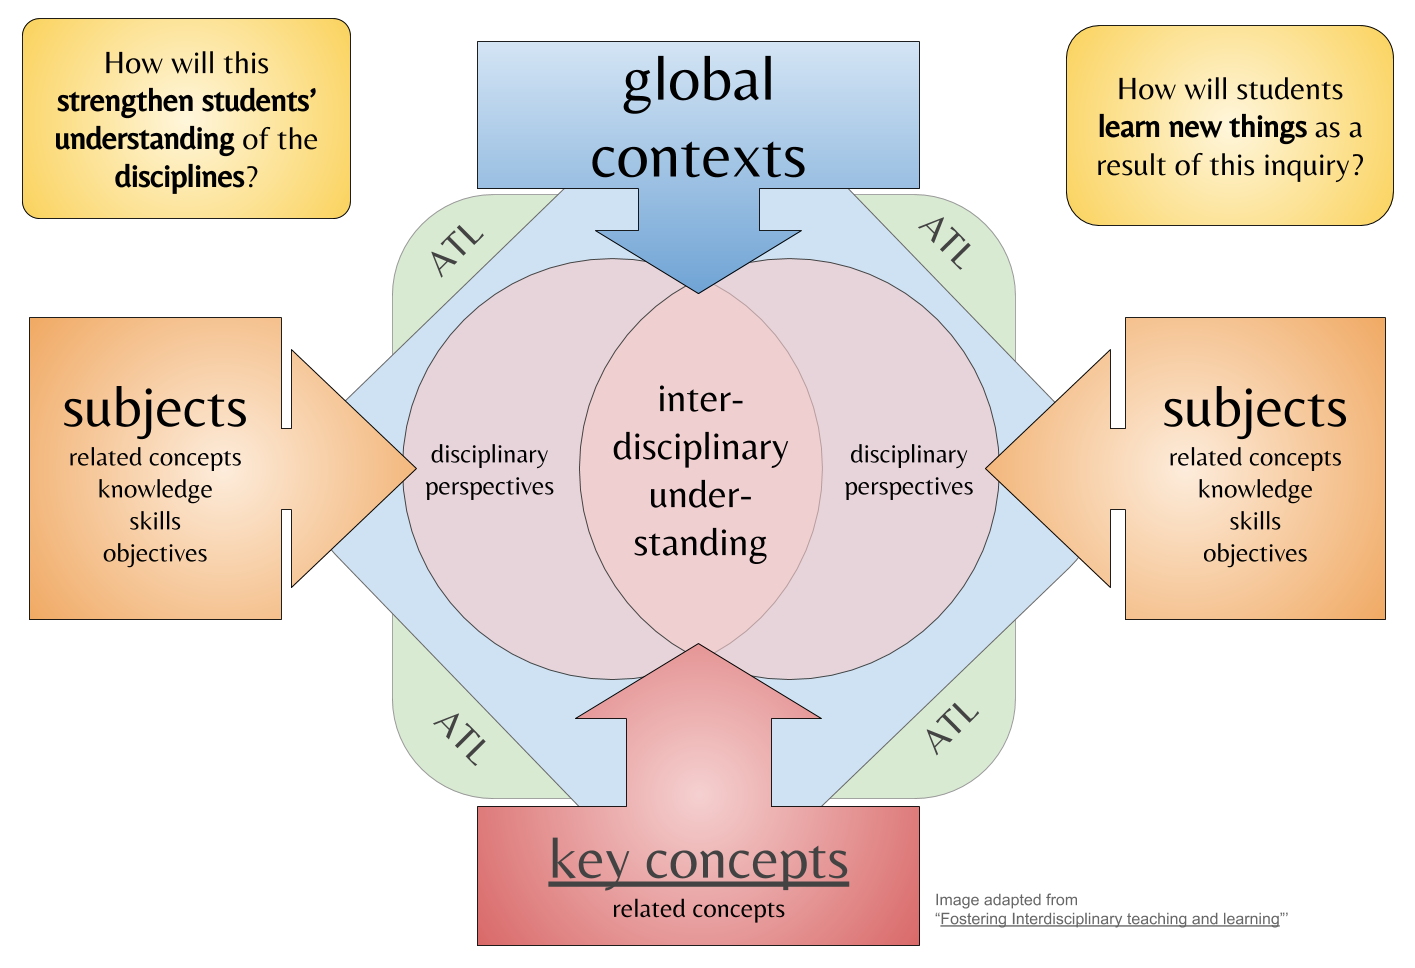 How will this
strengthen students’
understanding of the
disciplines?
global
contexts
How will students
learn new things as a
result of this inquiry?
ATL
ATL
subjects
related concepts
knowledge
skills
objectives
disciplinary
perspectives
inter-
disciplinary
under-
standing
disciplinary
perspectives
subjects
related concepts
knowledge
skills
objectives
ATL
ATL
key concepts
related concepts
Image adapted from
“Fostering Interdisciplinary teaching and learning”’